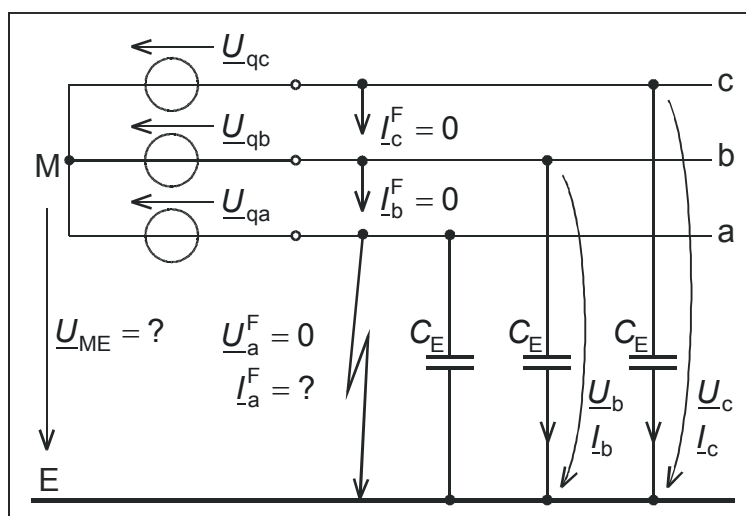 U_qc
c
I_c^F = 0
U_qb
M
b
U_qa
I_b^F = 0
a
U_ME = ?
U_a^F = 0
C_E
C_E
C_E
I_a^F = ?
U_b
U_c
I_b
I_c
E